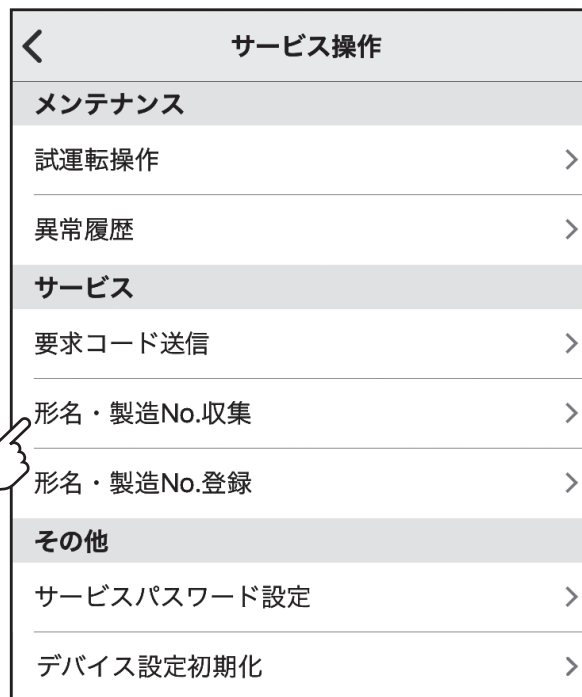 サービス操作
メンテナンス
試運転操作
異常履歴
サービス
要求コード送信
形名・製造No.収集
形名・製造No.登録
その他
サービスパスワード設定
デバイス設定初期化